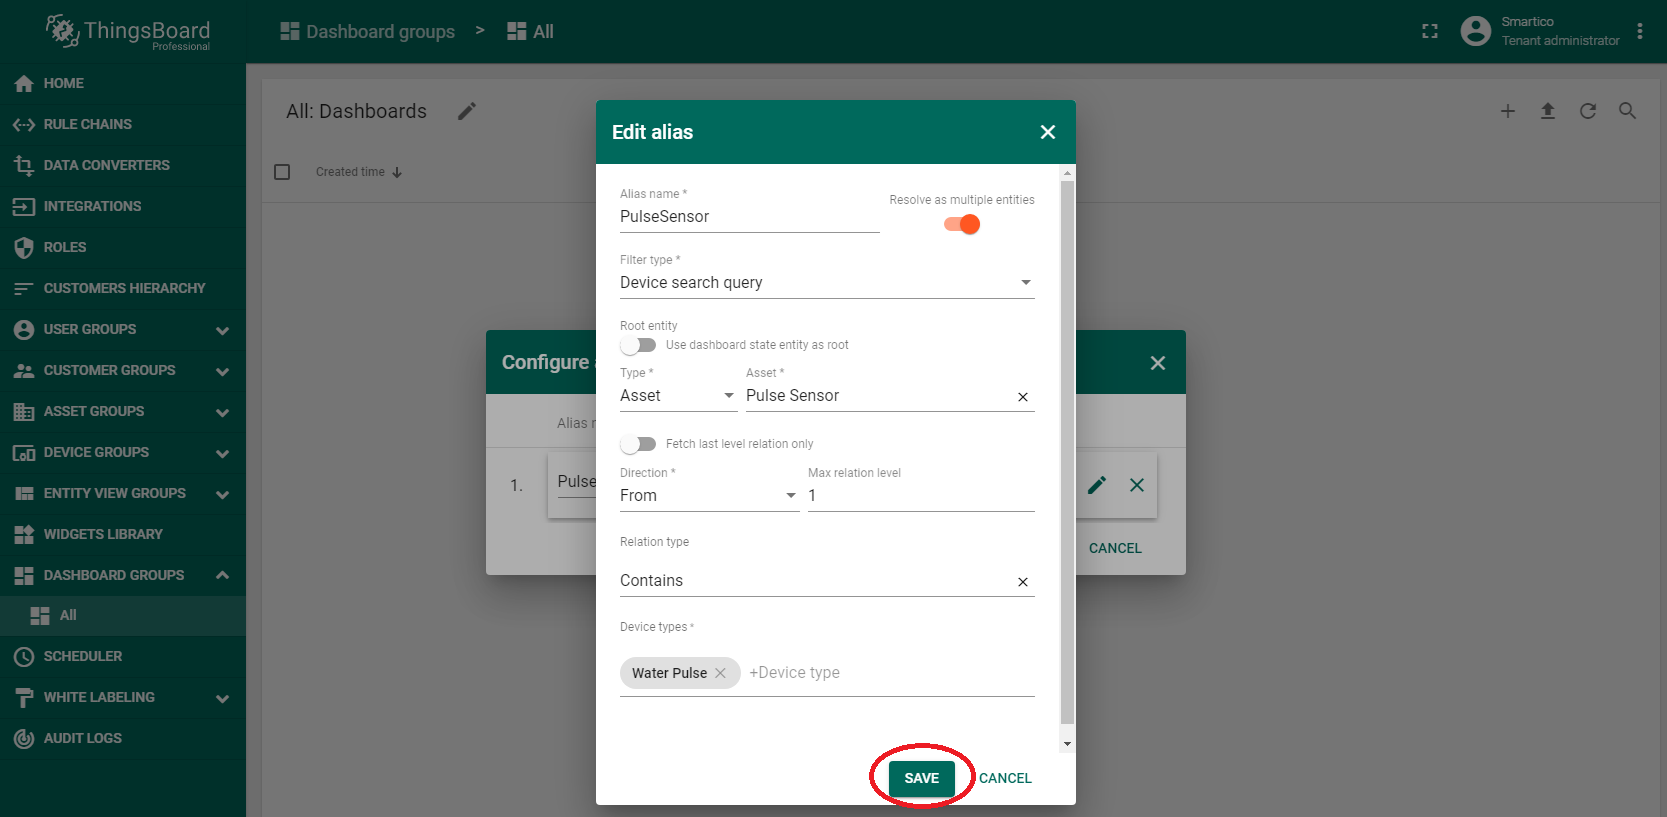 ThingsBoard
Professional
Dashboard groups > All
Smartico
Tenant administrator
HOME
RULE CHAINS
DATA CONVERTERS
INTEGRATIONS
ROLES
CUSTOMERS HIERARCHY
USER GROUPS
CUSTOMER GROUPS
ASSET GROUPS
DEVICE GROUPS
ENTITY VIEW GROUPS
WIDGETS LIBRARY
DASHBOARD GROUPS
All
SCHEDULER
WHITE LABELING
AUDIT LOGS
All: Dashboards
Created time
Configure
Alias
1. Pulse
CANCEL
Edit alias
Alias name *
PulseSensor
Resolve as multiple entities
Filter type *
Device search query
Root entity
Use dashboard state entity as root
Type * Asset *
Asset Pulse Sensor
Fetch last level relation only
Direction * Max relation level
From 1
Relation type
Contains
Device types *
Water Pulse +Device type
SAVE CANCEL